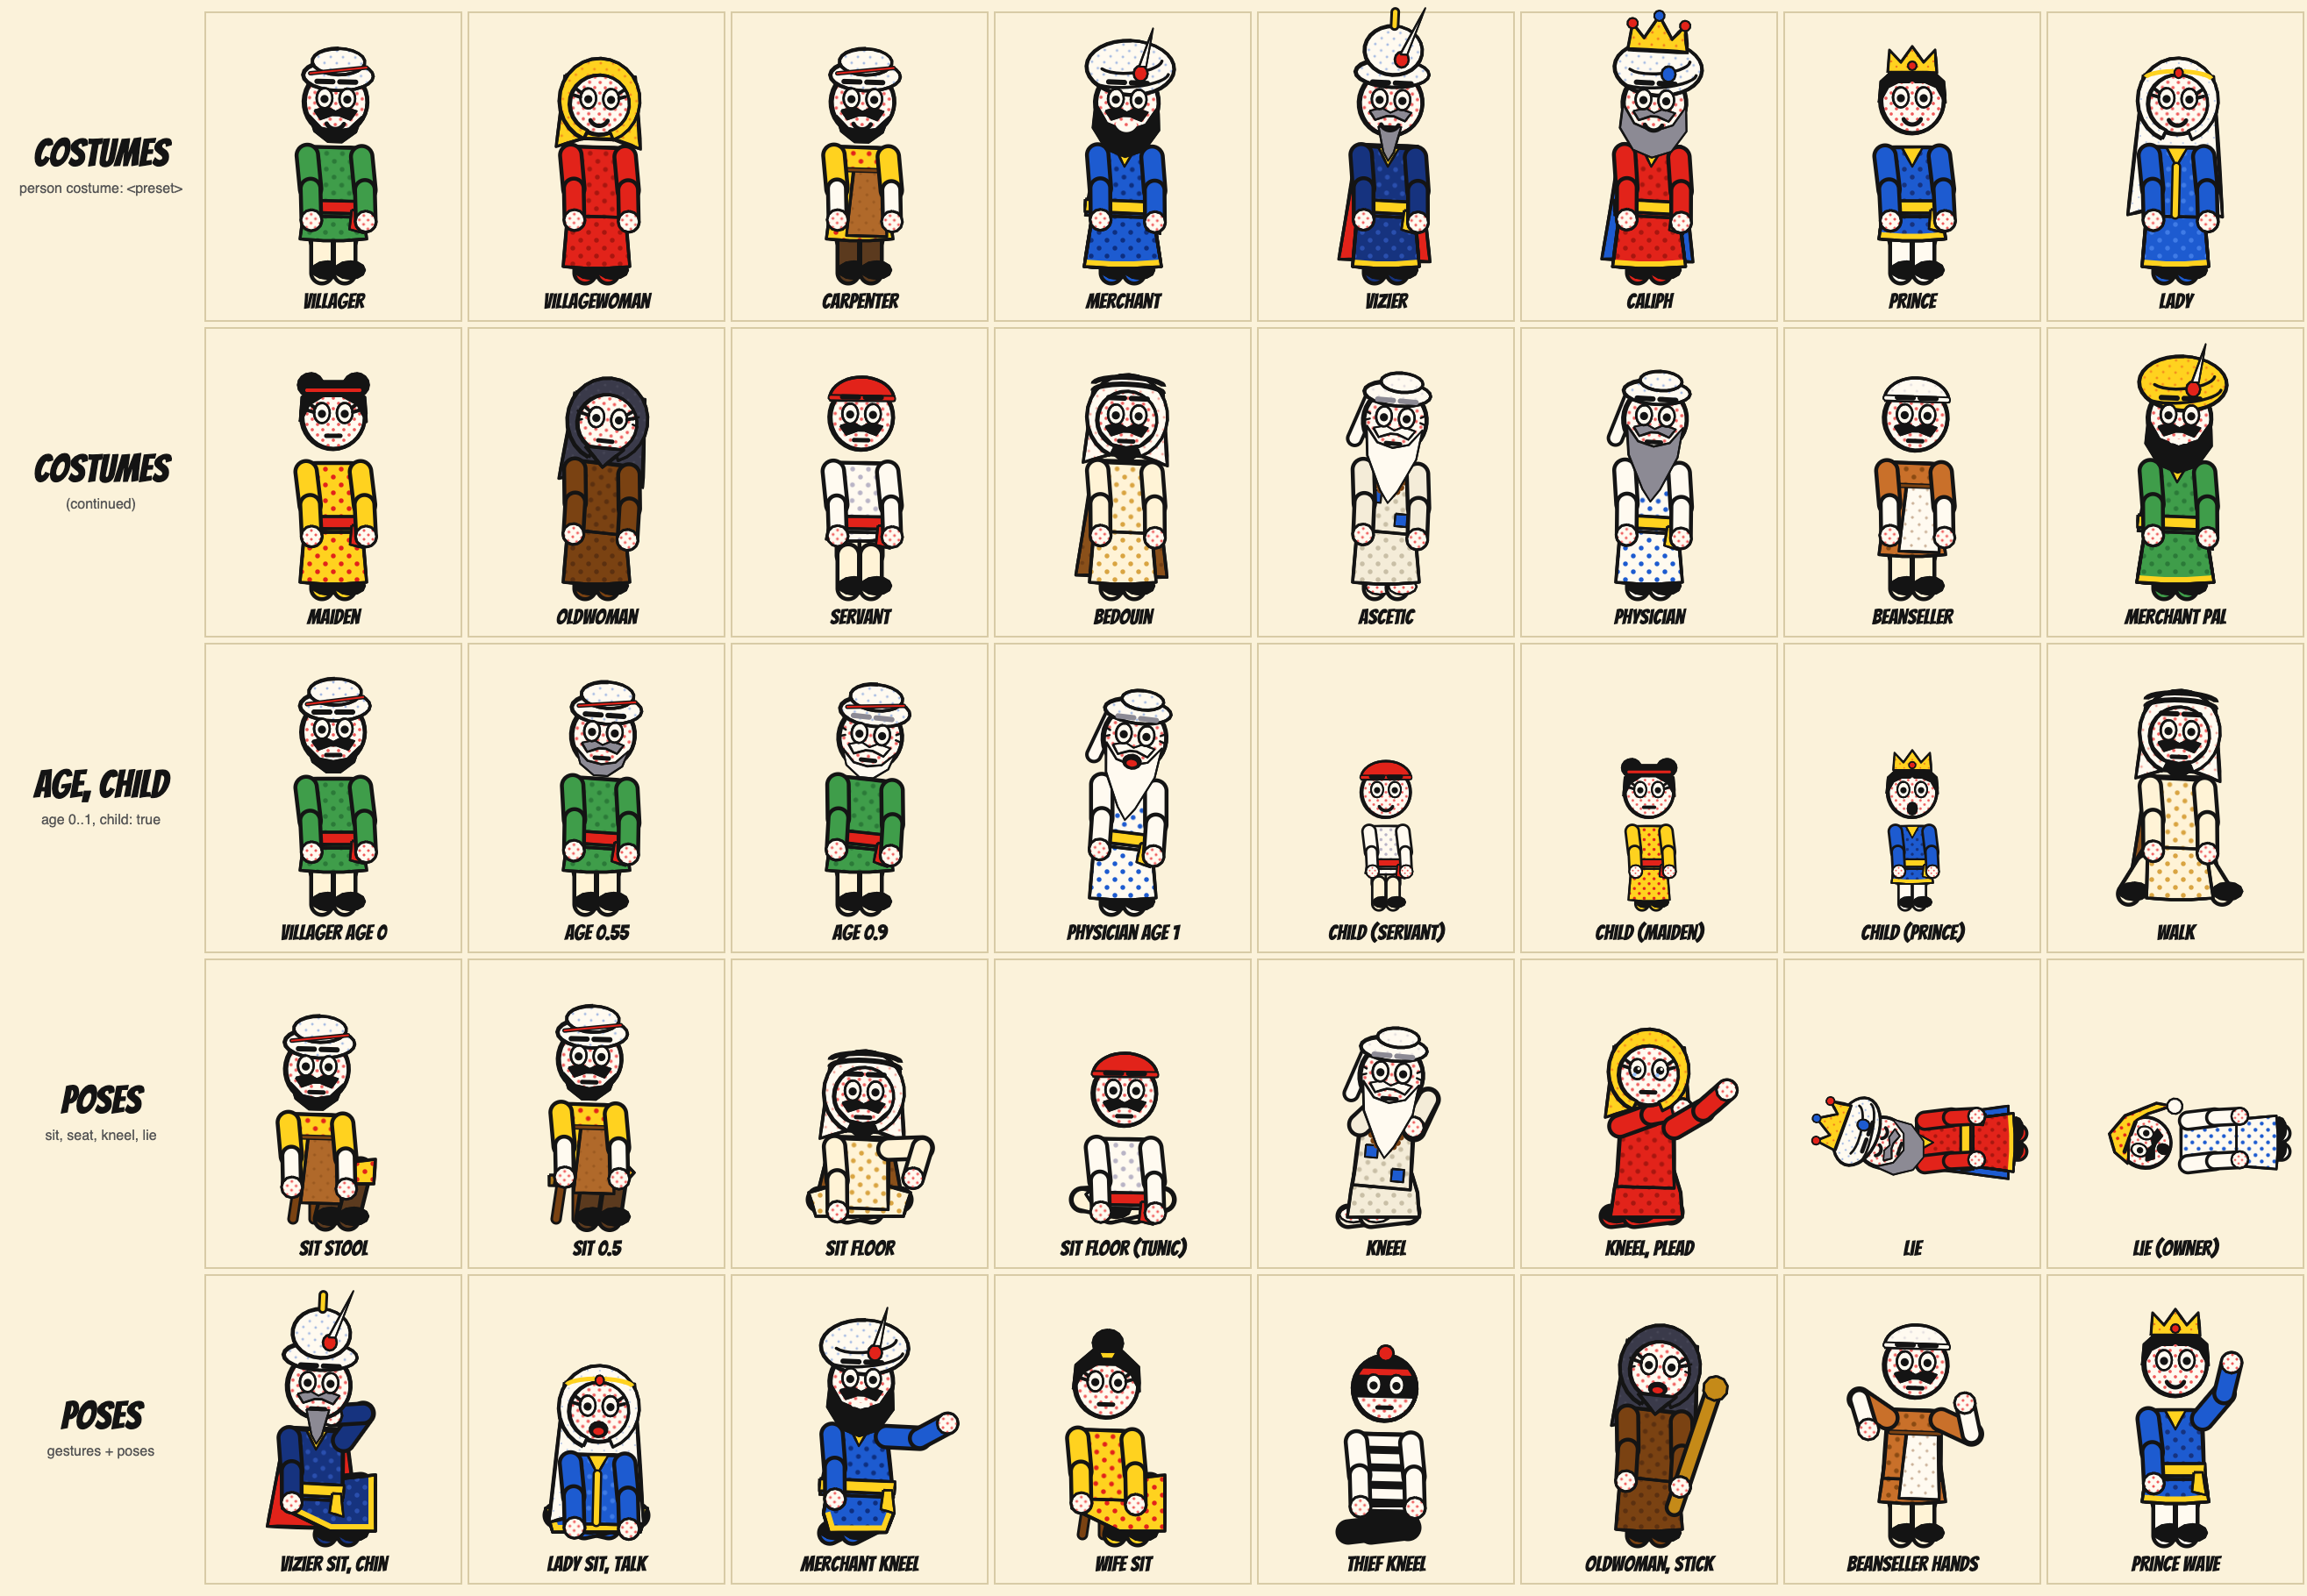 COSTUMES
person costume: <preset>
VILLAGER
VILLAGEWOMAN
CARPENTER
MERCHANT
VIZIER
CALIPH
PRINCE
LADY
COSTUMES
(continued)
MAIDEN
OLDWOMAN
SERVANT
BEDOUIN
ASCETIC
PHYSICIAN
BEANSELLER
MERCHANT PAL
AGE, CHILD
age 0..1, child: true
VILLAGER AGE 0
AGE 0.55
AGE 0.9
PHYSICIAN AGE 1
CHILD (SERVANT)
CHILD (MAIDEN)
CHILD (PRINCE)
WALK
POSES
sit, seat, kneel, lie
SIT STOOL
SIT 0.5
SIT FLOOR
SIT FLOOR (TUNIC)
KNEEL
KNEEL, PLEAD
LIE
LIE (OWNER)
POSES
gestures + poses
VIZIER SIT, CHIN
LADY SIT, TALK
MERCHANT KNEEL
WIFE SIT
THIEF KNEEL
OLDWOMAN, STICK
BEANSELLER HANDS
PRINCE WAVE